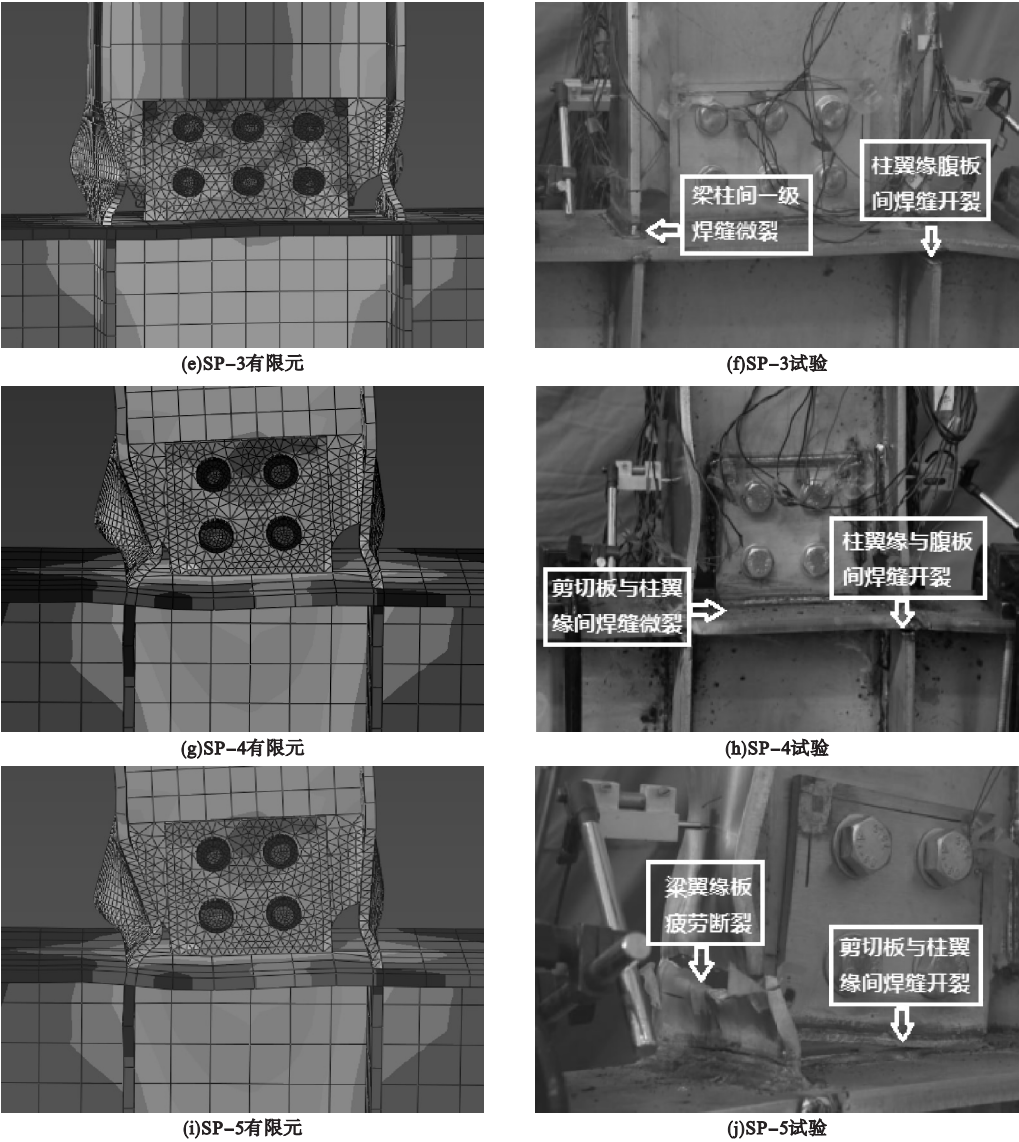 梁柱间一级
焊缝微裂
柱翼缘腹板
间焊缝开裂
(e)SP-3有限元
(f)SP-3试验
剪切板与柱翼
缘间焊缝微裂
柱翼缘与腹板
间焊缝开裂
(g)SP-4有限元
(h)SP-4试验
梁翼缘板
疲劳断裂
剪切板与柱翼
缘间焊缝开裂
(i)SP-5有限元
(j)SP-5试验